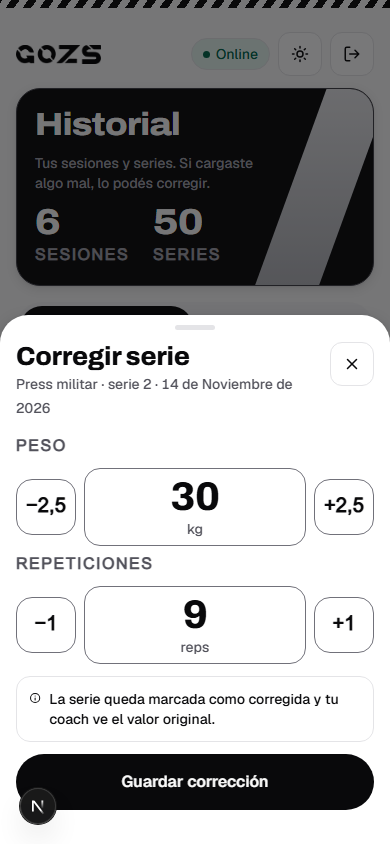 GOZS
Online
Historial
Tus sesiones y series. Si cargaste
algo mal, lo podés corregir.
6
50
SESIONES
SERIES
Corregir serie
Press militar · serie 2 · 14 de Noviembre de
2026
PESO
−2,5
30
kg
+2,5
REPETICIONES
−1
9
reps
+1
La serie queda marcada como corregida y tu
coach ve el valor original.
Guardar corrección
N